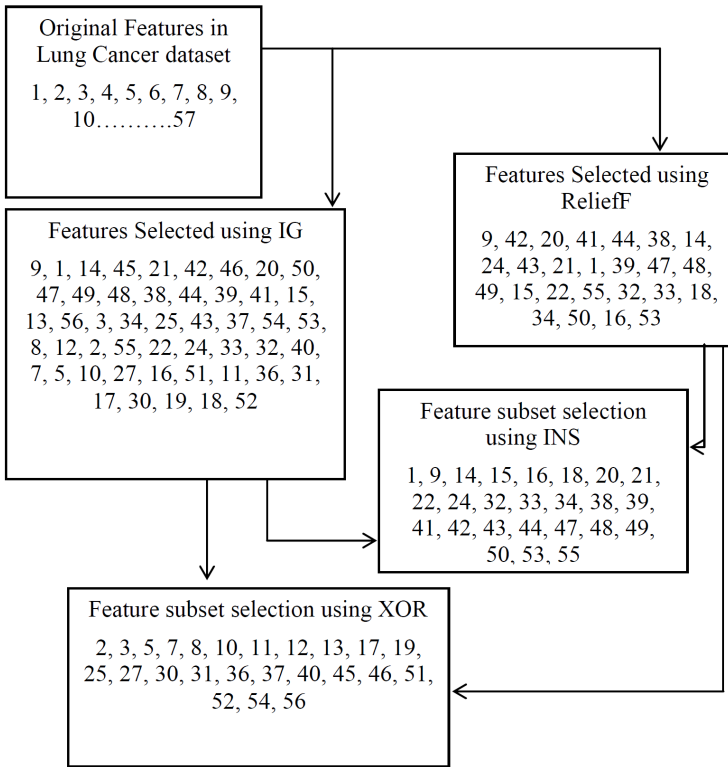 Original Features in
Lung Cancer dataset
1, 2, 3, 4, 5, 6, 7, 8, 9,
10……….57
Features Selected using IG
9, 1, 14, 45, 21, 42, 46, 20, 50,
47, 49, 48, 38, 44, 39, 41, 15,
13, 56, 3, 34, 25, 43, 37, 54, 53,
8, 12, 2, 55, 22, 24, 33, 32, 40,
7, 5, 10, 27, 16, 51, 11, 36, 31,
17, 30, 19, 18, 52
Features Selected using
ReliefF
9, 42, 20, 41, 44, 38, 14,
24, 43, 21, 1, 39, 47, 48,
49, 15, 22, 55, 32, 33, 18,
34, 50, 16, 53
Feature subset selection
using INS
1, 9, 14, 15, 16, 18, 20, 21,
22, 24, 32, 33, 34, 38, 39,
41, 42, 43, 44, 47, 48, 49,
50, 53, 55
Feature subset selection using XOR
2, 3, 5, 7, 8, 10, 11, 12, 13, 17, 19,
25, 27, 30, 31, 36, 37, 40, 45, 46, 51,
52, 54, 56